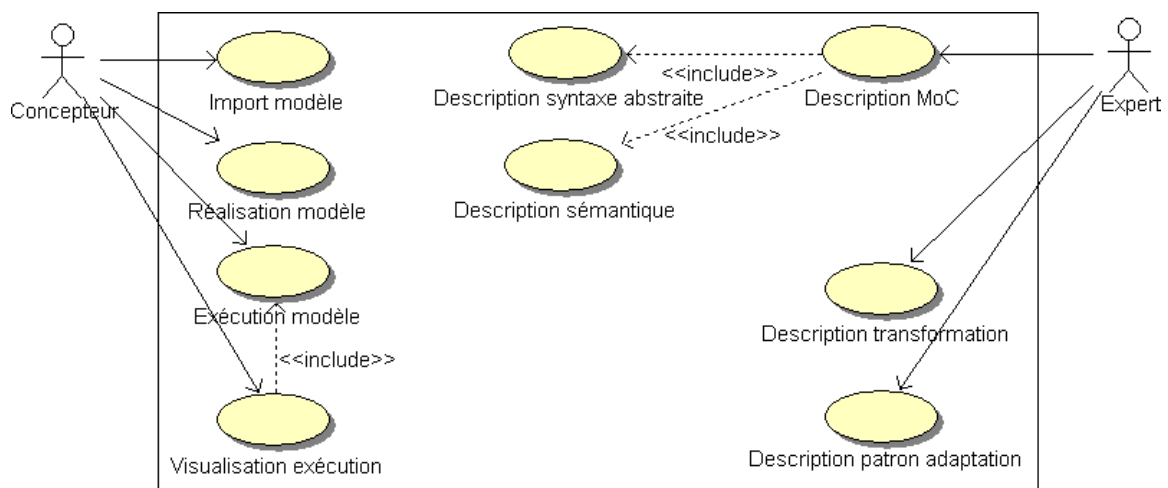 Concepteur
Import modèle
Description syntaxe abstraite
<<include>>
Description MoC
Expert
<<include>>
Réalisation modèle
Description sémantique
Exécution modèle
Description transformation
<<include>>
Visualisation exécution
Description patron adaptation